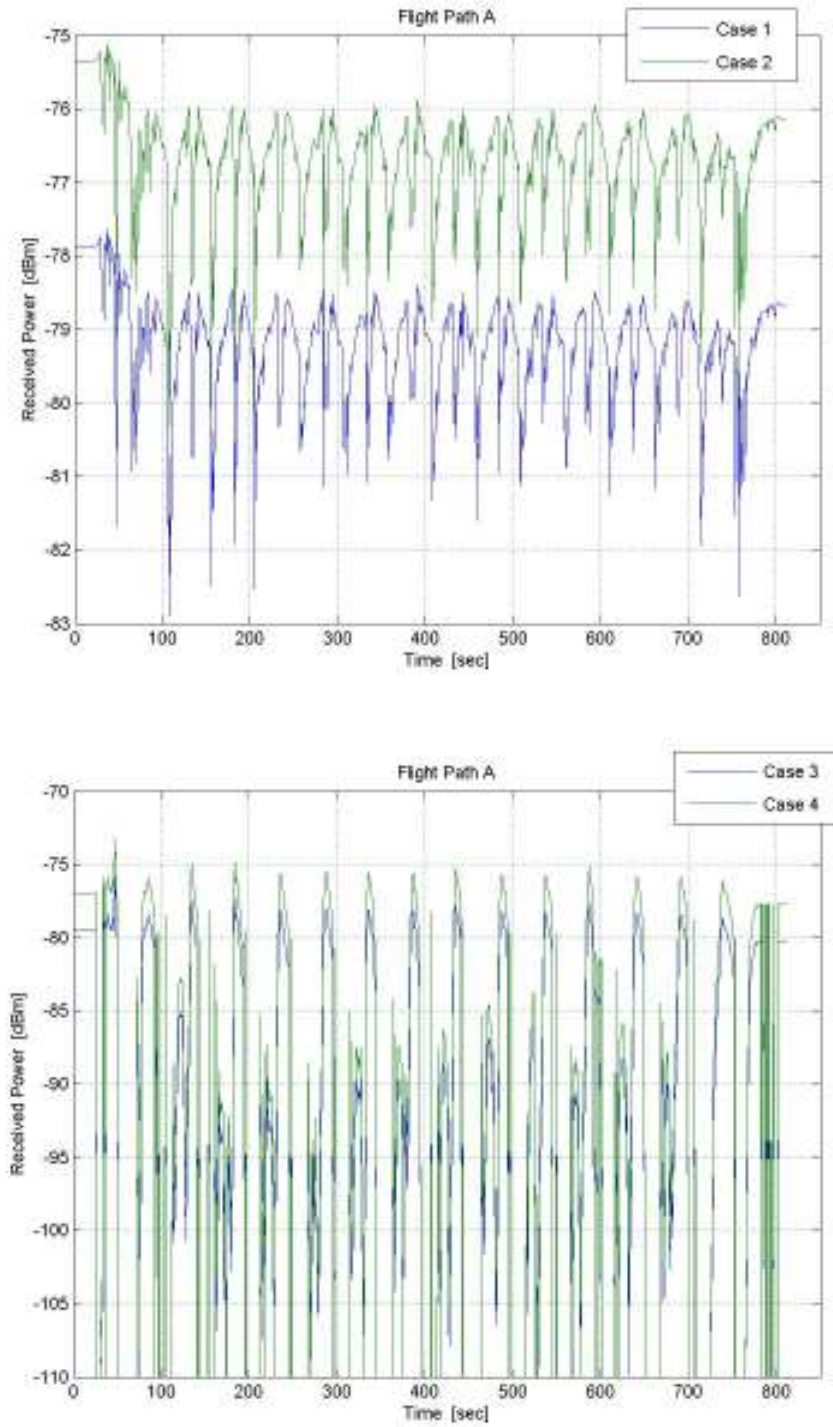 Flight Path A
Case 1
Case 2
-75
-76
-77
-78
-79
-80
-81
-82
-83
Received Power [dBm]
0 100 200 300 400 500 600 700 800
Time [sec]
Flight Path A
Case 3
Case 4
-70
-75
-80
-85
-90
-95
-100
-105
-110
Received Power [dBm]
0 100 200 300 400 500 600 700 800
Time [sec]